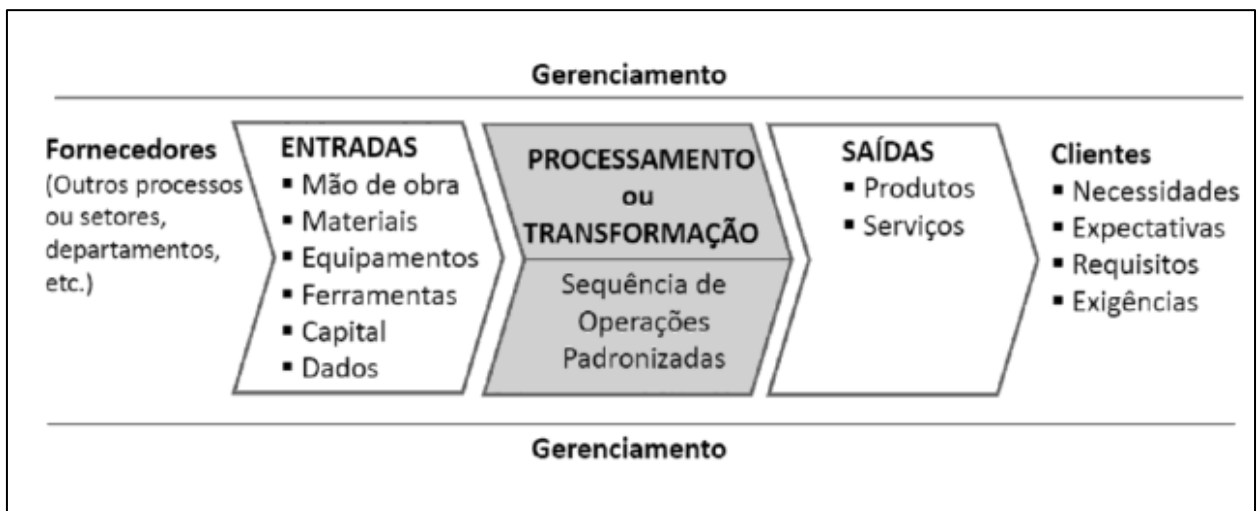 Gerenciamento
Fornecedores
(Outros processos
ou setores,
departamentos,
etc.)
ENTRADAS
▪ Mão de obra
▪ Materiais
▪ Equipamentos
▪ Ferramentas
▪ Capital
▪ Dados
PROCESSAMENTO
ou
TRANSFORMAÇÃO
Sequência de
Operações
Padronizadas
SAÍDAS
▪ Produtos
▪ Serviços
Clientes
▪ Necessidades
▪ Expectativas
▪ Requisitos
▪ Exigências
Gerenciamento